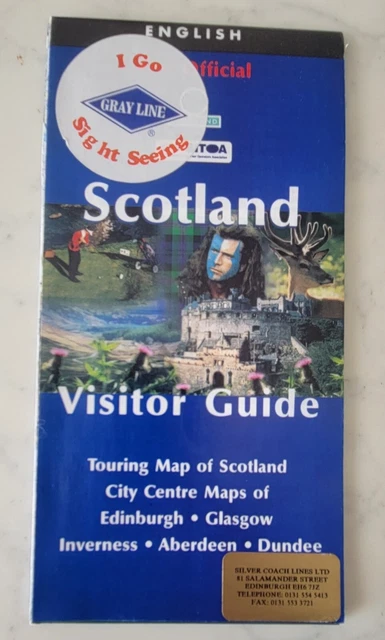 ENGLISH
I Go
Official
GRAY LINE
®
Sight Seeing
TOA
Scotland
Visitor Guide
Touring Map of Scotland
City Centre Maps of
Edinburgh • Glasgow
Inverness • Aberdeen • Dundee
SILVER COACH LINES LTD
81 SALAMANDER STREET
EDINBURGH EH6 7JZ
TELEPHONE: 0131 554 5413
FAX: 0131 553 3721